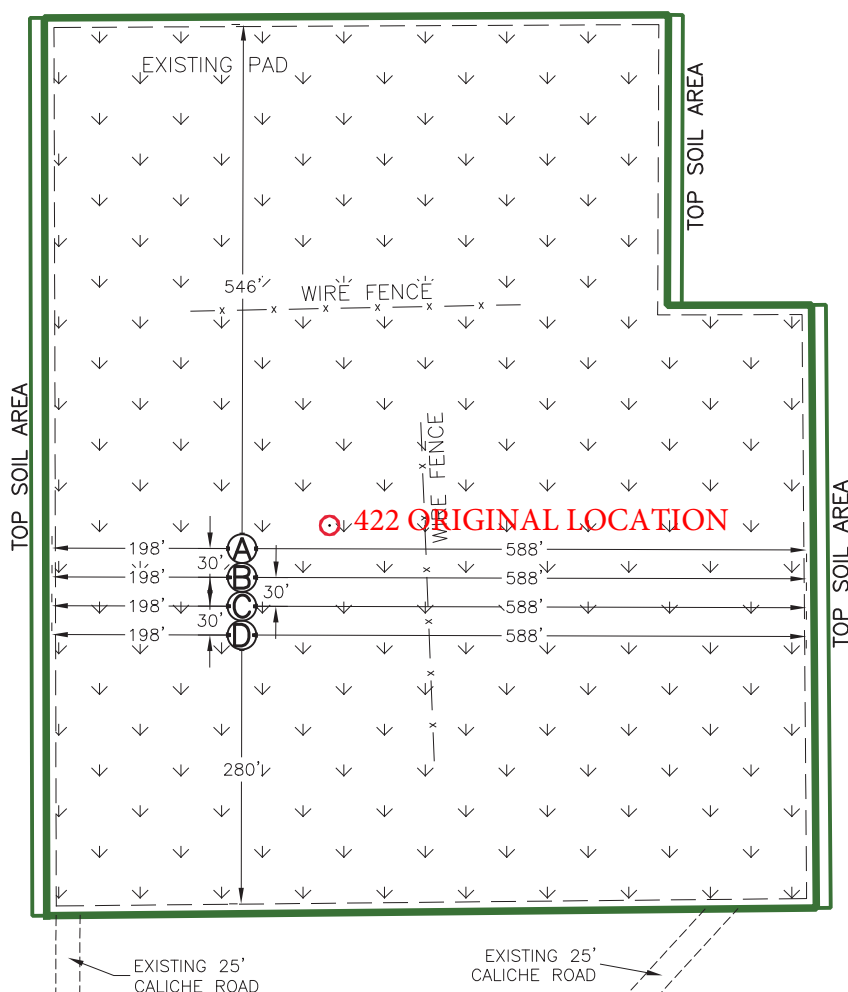 EXISTING PAD
TOP SOIL AREA
546'
WIRE FENCE
TOP SOIL AREA
WIRE FENCE
422 ORIGINAL LOCATION
198' A 588'
30'
198' B 588'
30'
198' C 588'
30'
198' D 588'
TOP SOIL AREA
280'
EXISTING 25'
CALICHE ROAD
EXISTING 25'
CALICHE ROAD